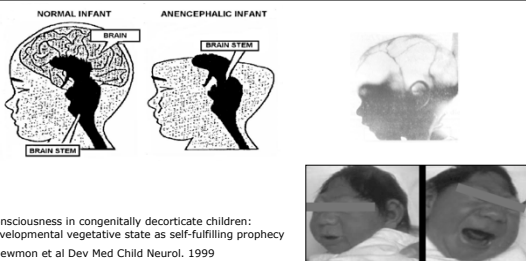 NORMAL INFANT
ANENCEPHALIC INFANT
BRAIN
BRAIN STEM
BRAIN STEM
nsciousness in congenitally decorticate children:
velopmental vegetative state as self-fulfilling prophecy
ewmon et al Dev Med Child Neurol. 1999